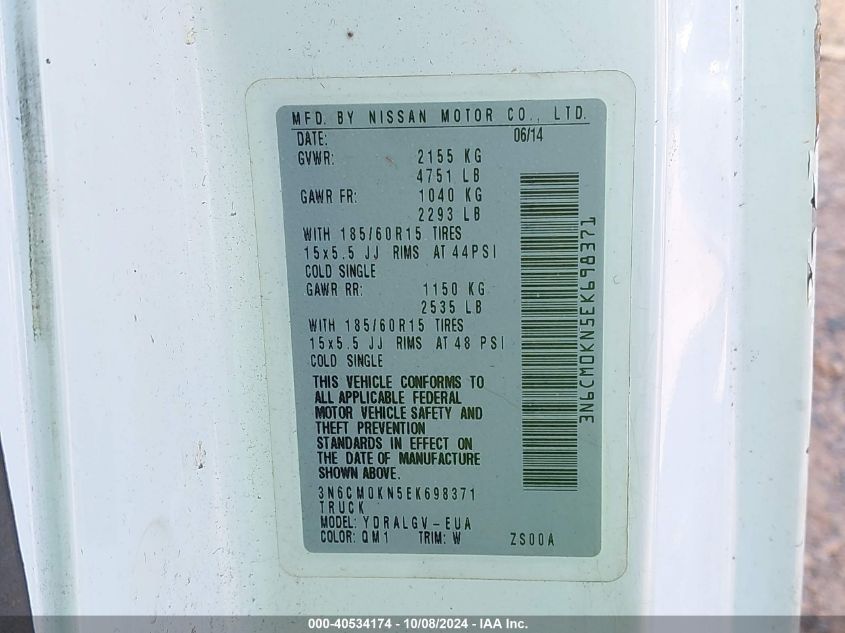 MFD. BY NISSAN MOTOR CO., LTD.
DATE: 06/14
GVWR: 2155 KG
4751 LB
GAWR FR: 1040 KG
2293 LB
WITH 185/60R15 TIRES
15x5.5 JJ RIMS AT 44PSI
COLD SINGLE
GAWR RR: 1150 KG
2535 LB
WITH 185/60R15 TIRES
15x5.5 JJ RIMS AT 48 PSI
COLD SINGLE
THIS VEHICLE CONFORMS TO
ALL APPLICABLE FEDERAL
MOTOR VEHICLE SAFETY AND
THEFT PREVENTION
STANDARDS IN EFFECT ON
THE DATE OF MANUFACTURE
SHOWN ABOVE.
3N6CM0KN5EK698371
TRUCK
MODEL: YDRALGV-EUA
COLOR: QM1 TRIM: W ZS00A
3N6CM0KN5EK698371
000-40534174 - 10/08/2024 - IAA Inc.